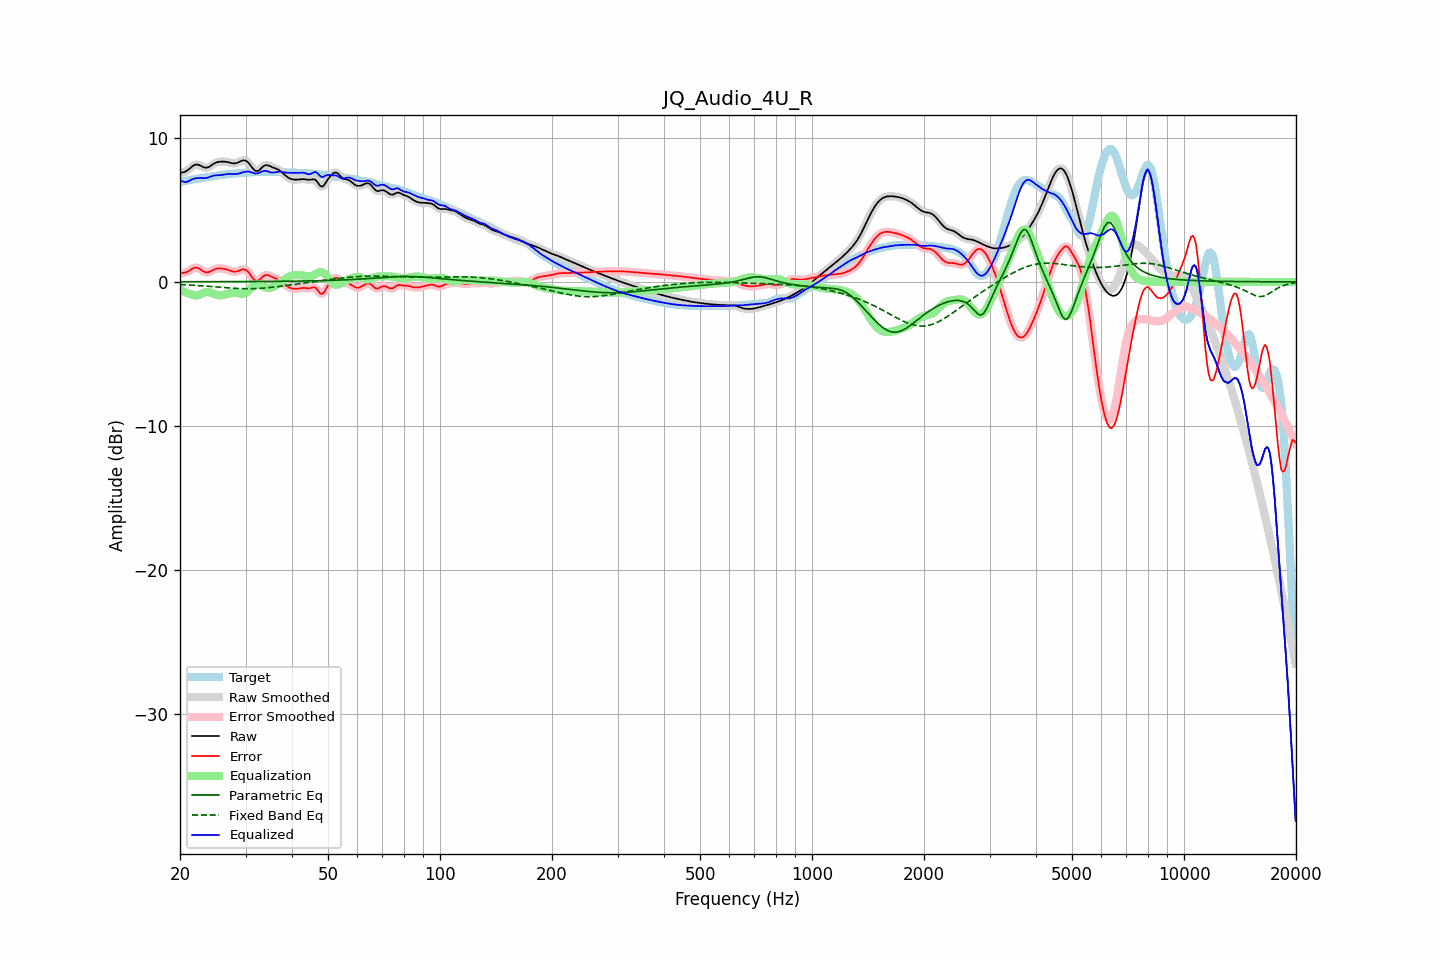 JQ_Audio_4U_R
10
0
−10
−20
−30
Amplitude (dBr)
Target
Raw Smoothed
Error Smoothed
Raw
Error
Equalization
Parametric Eq
Fixed Band Eq
Equalized
20 50 100 200 500 1000 2000 5000 10000 20000
Frequency (Hz)